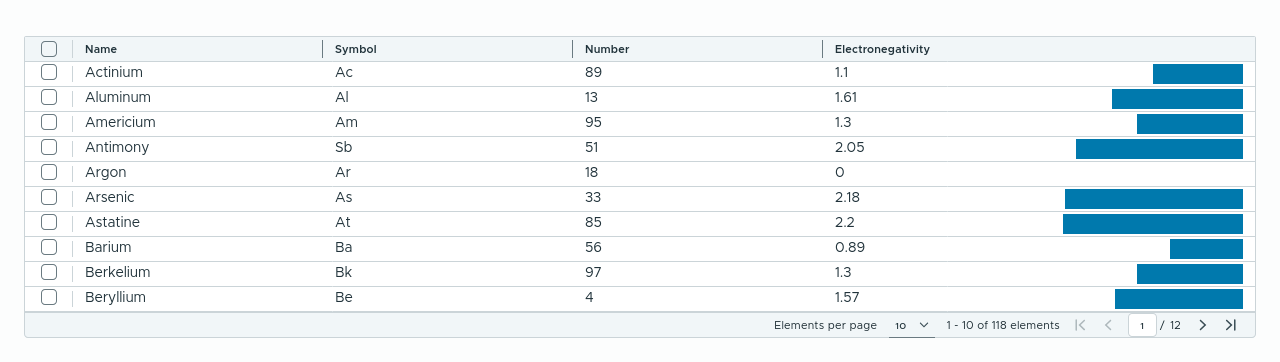 Name Symbol Number Electronegativity
Actinium Ac 89 1.1
Aluminum Al 13 1.61
Americium Am 95 1.3
Antimony Sb 51 2.05
Argon Ar 18 0
Arsenic As 33 2.18
Astatine At 85 2.2
Barium Ba 56 0.89
Berkelium Bk 97 1.3
Beryllium Be 4 1.57
Elements per page 10 1 - 10 of 118 elements 1 / 12